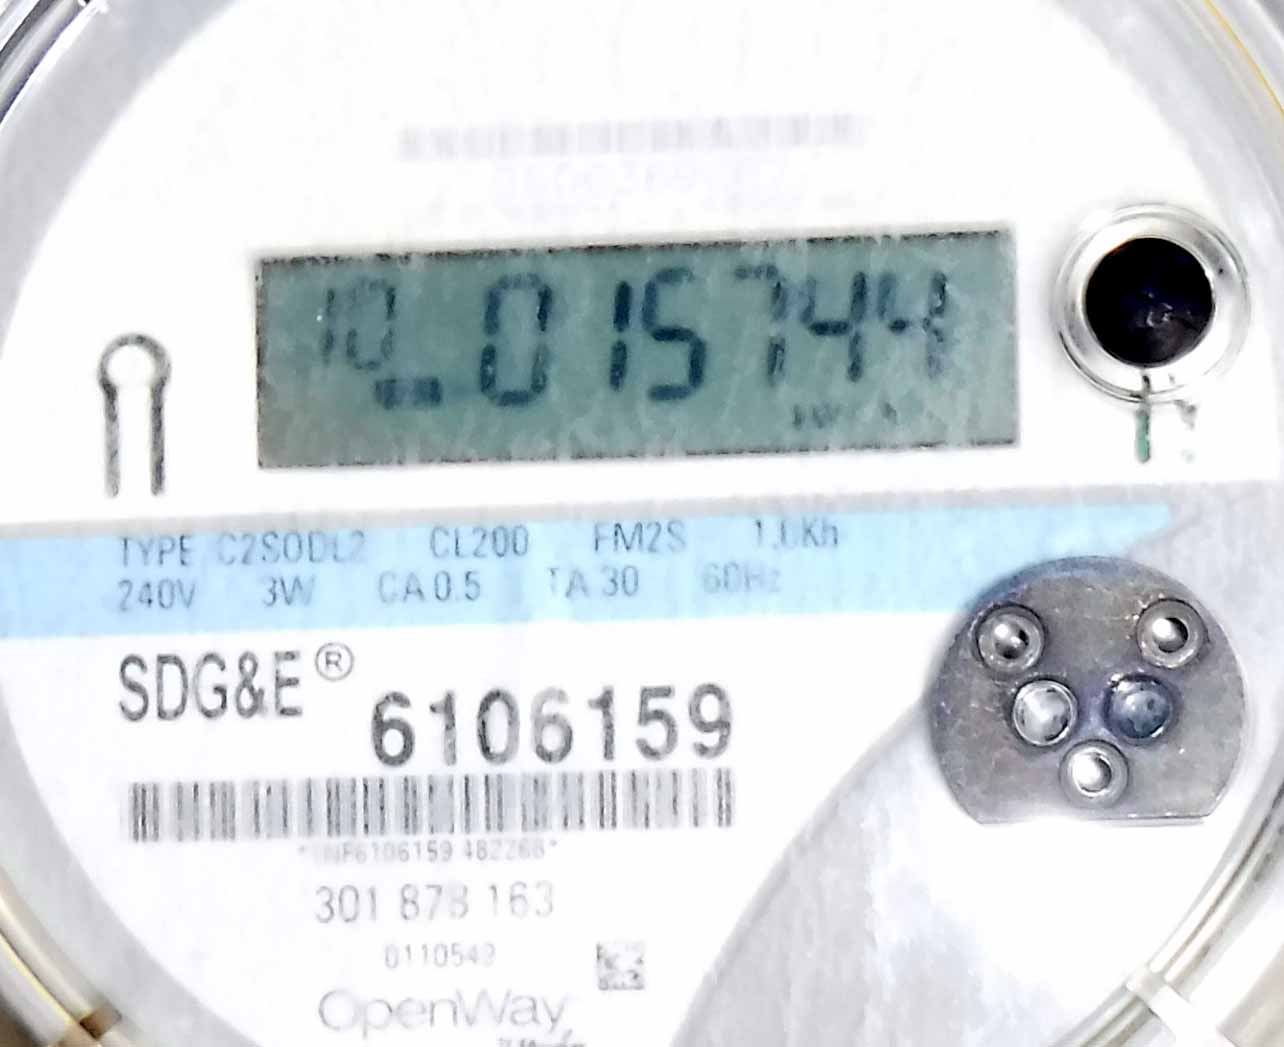 10 015744
TYPE C2SODL2 CL200 FM2S 1.0Kh
240V 3W CA 0.5 TA 30 60Hz
SDG&E®
6106159
301 878 163
OpenWay